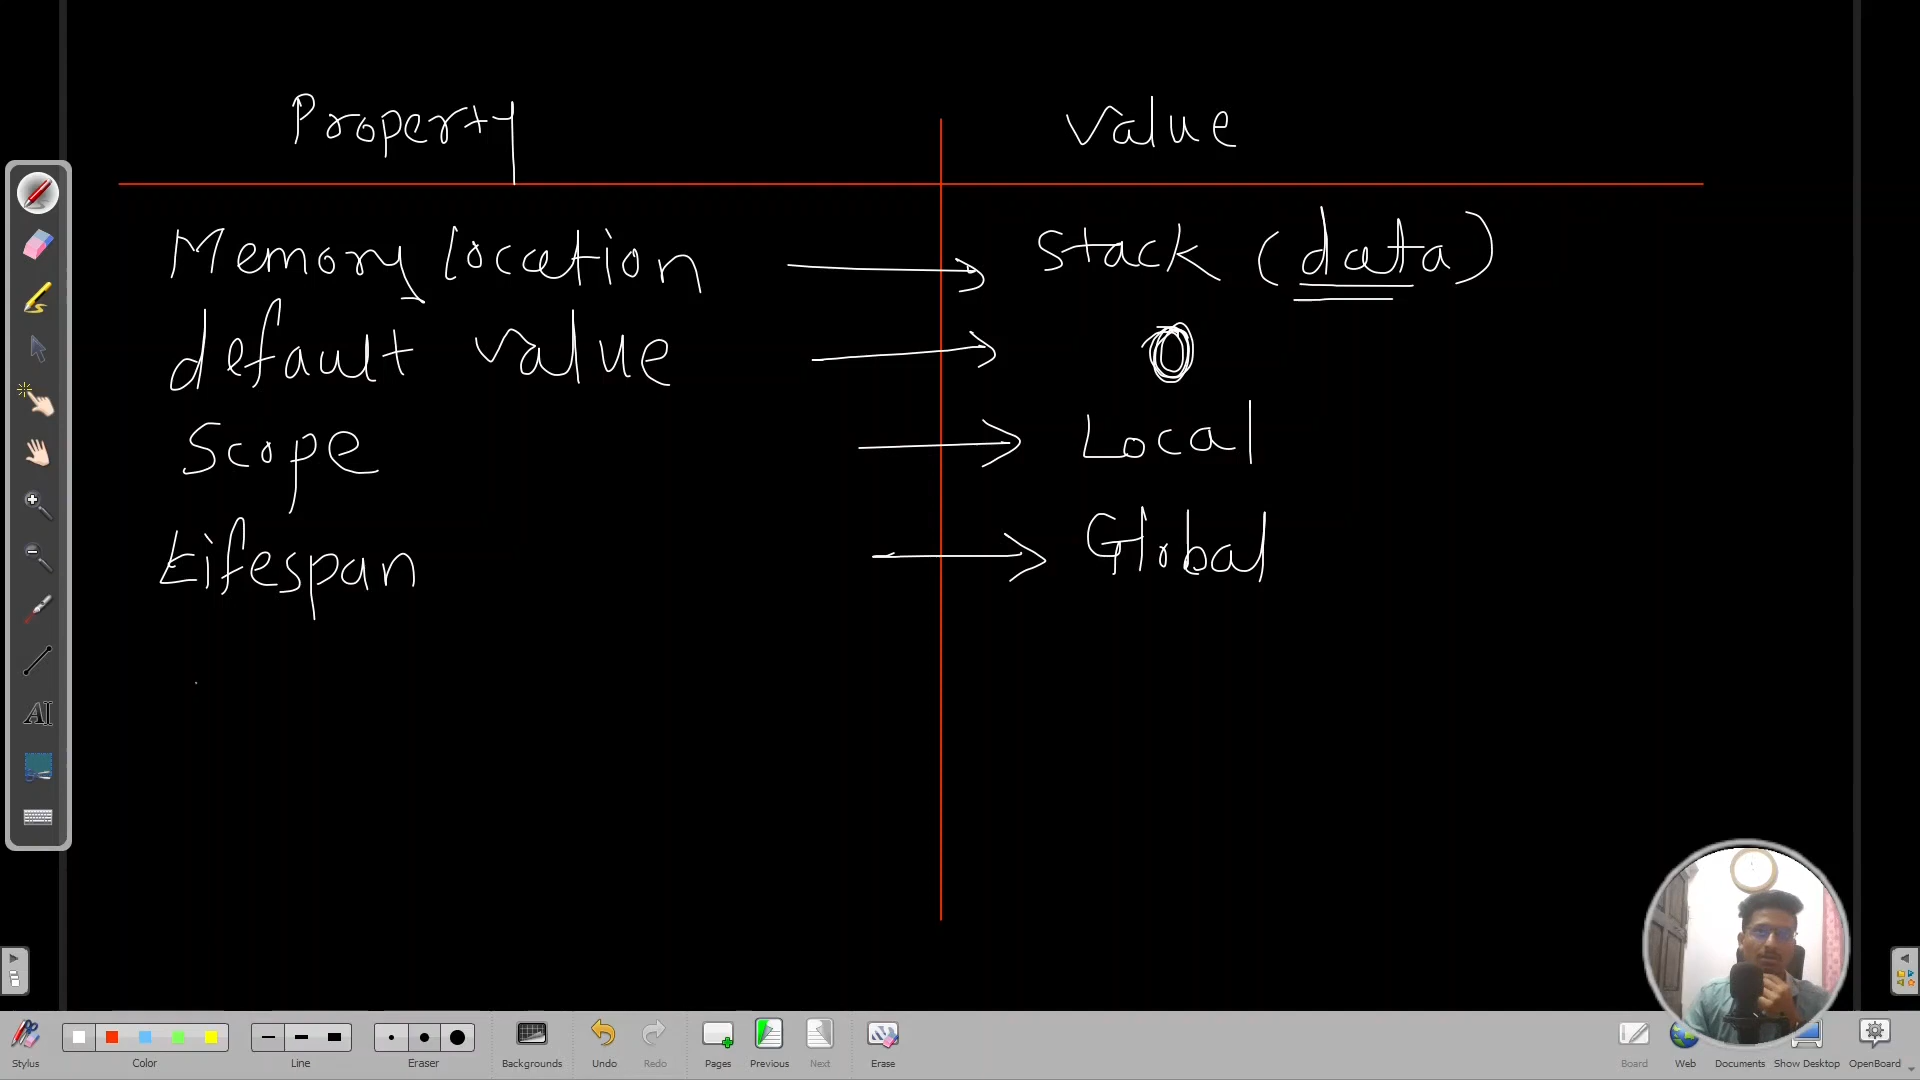 Property value
Memory location → stack (data)
default value → 0
Scope → Local
Lifespan → Global
AI
Stylus Color Line Eraser Backgrounds Undo Redo Pages Previous Next Erase Board Web Documents Show Desktop OpenBoard